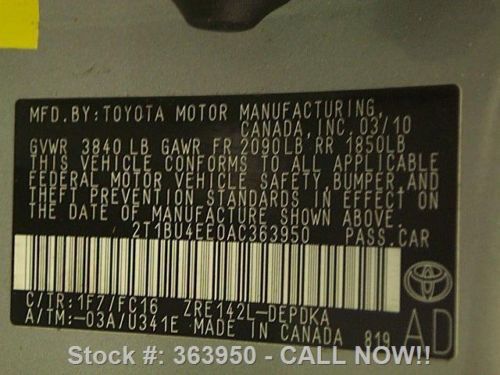 MFD.BY:TOYOTA MOTOR MANUFACTURING,
CANADA, INC. 03/10
GVWR 3840 LB GAWR FR 2090LB RR 1850LB
THIS VEHICLE CONFORMS TO ALL APPLICABLE
FEDERAL MOTOR VEHICLE SAFETY,BUMPER,AND
THEFT PREVENTION STANDARDS IN EFFECT ON
THE DATE OF MANUFACTURE SHOWN ABOVE.
2T1BU4EE0AC363950 PASS.CAR
C/TR:1F7/FC16 ZRE142L-DEPDKA
A/TM:-03A/U341E MADE IN CANADA 819 AD
Stock #: 363950 - CALL NOW!!